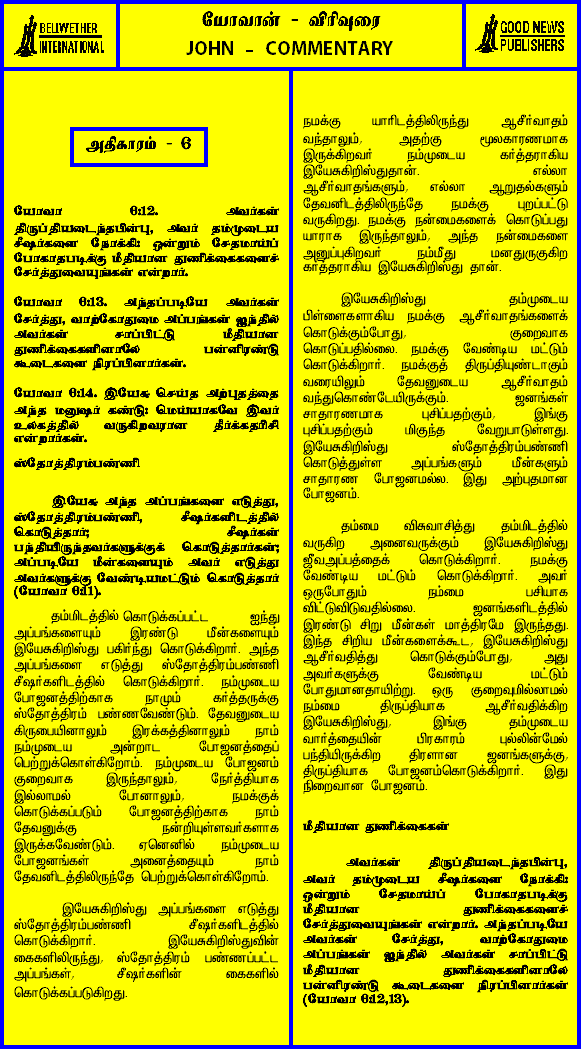 BELWETHER
INTERNATIONAL
யோவான் - விரிவுரை
JOHN – COMMENTARY
GOOD NEWS
PUBLISHERS
அதிகாரம் - 6
யோவா 6:12. அவர்கள்
திருப்தியடைந்தபின்பு, அவர் தம்முடைய
சீஷர்களை நோக்கி: ஒன்றும் சேதமாய்ப்
போகாதபடிக்கு மீதியான துணிக்கைகளைச்
சேர்த்துவையுங்கள் என்றார்.
யோவா 6:13. அந்தப்படியே அவர்கள்
சேர்த்து, வாற்கோதுமை அப்பங்கள் ஐந்தில்
அவர்கள் சாப்பிட்டு மீதியான
துணிக்கைகளினாலே பன்னிரண்டு
கூடைகளை நிரப்பினார்கள்.
யோவா 6:14. இயேசு செய்த அற்புதத்தை
அந்த மனுஷர் கண்டு: மெய்யாகவே இவர்
உலகத்தில் வருகிறவரான தீர்க்கதரிசி
என்றார்கள்.
ஸ்தோத்திரம்பண்ணி
இயேசு அந்த அப்பங்களை எடுத்து,
ஸ்தோத்திரம்பண்ணி, சீஷர்களிடத்தில்
கொடுத்தார்; சீஷர்கள்
பந்தியிருந்தவர்களுக்குக் கொடுத்தார்கள்;
அப்படியே மீன்களையும் அவர் எடுத்து
அவர்களுக்கு வேண்டியமட்டும் கொடுத்தார்
(யோவா 6:11).
தம்மிடத்தில் கொடுக்கப்பட்ட ஐந்து
அப்பங்களையும் இரண்டு மீன்களையும்
இயேசுகிறிஸ்து பகிர்ந்து கொடுக்கிறார். அந்த
அப்பங்களை எடுத்து ஸ்தோத்திரம்பண்ணி
சீஷர்களிடத்தில் கொடுக்கிறார். நம்முடைய
போஜனத்திற்காக நாமும் கர்த்தருக்கு
ஸ்தோத்திரம் பண்ணவேண்டும். தேவனுடைய
கிருபையினாலும் இரக்கத்தினாலும் நாம்
நம்முடைய அன்றாட போஜனத்தைப்
பெற்றுக்கொள்கிறோம். நம்முடைய போஜனம்
குறைவாக இருந்தாலும், நேர்த்தியாக
இல்லாமல் போனாலும், நமக்குக்
கொடுக்கப்படும் போஜனத்திற்காக நாம்
தேவனுக்கு நன்றியுள்ளவர்களாக
இருக்கவேண்டும். ஏனெனில் நம்முடைய
போஜனங்கள் அனைத்தையும் நாம்
தேவனிடத்திலிருந்தே பெற்றுக்கொள்கிறோம்.
இயேசுகிறிஸ்து அப்பங்களை எடுத்து
ஸ்தோத்திரம்பண்ணி சீஷர்களிடத்தில்
கொடுக்கிறார். இயேசுகிறிஸ்துவின்
கைகளிலிருந்து, ஸ்தோத்திரம் பண்ணப்பட்ட
அப்பங்கள், சீஷர்களின் கைகளில்
கொடுக்கப்படுகிறது.
நமக்கு யாரிடத்திலிருந்து ஆசீர்வாதம்
வந்தாலும், அதற்கு மூலகாரணமாக
இருக்கிறவர் நம்முடைய கர்த்தராகிய
இயேசுகிறிஸ்துதான். எல்லா
ஆசீர்வாதங்களும், எல்லா ஆறுதல்களும்
தேவனிடத்திலிருந்தே நமக்கு புறப்பட்டு
வருகிறது. நமக்கு நன்மைகளைக் கொடுப்பது
யாராக இருந்தாலும், அந்த நன்மைகளை
அனுப்புகிறவர் நம்மீது மனதுருகுகிற
காத்தராகிய இயேசுகிறிஸ்து தான்.
இயேசுகிறிஸ்து தம்முடைய
பிள்ளைகளாகிய நமக்கு ஆசீர்வாதங்களைக்
கொடுக்கும்போது, குறைவாக
கொடுப்பதில்லை. நமக்கு வேண்டிய மட்டும்
கொடுக்கிறார். நமக்குத் திருப்தியுண்டாகும்
வரையிலும் தேவனுடைய ஆசீர்வாதம்
வந்துகொண்டேயிருக்கும். ஜனங்கள்
சாதாரணமாக புசிப்பதற்கும், இங்கு
புசிப்பதற்கும் மிகுந்த வேறுபாடுள்ளது.
இயேசுகிறிஸ்து ஸ்தோத்திரம்பண்ணி
கொடுத்துள்ள அப்பங்களும் மீன்களும்
சாதாரண போஜனமல்ல. இது அற்புதமான
போஜனம்.
தம்மை விசுவாசித்து தம்மிடத்தில்
வருகிற அனைவருக்கும் இயேசுகிறிஸ்து
ஜீவஅப்பத்தைக் கொடுக்கிறார். நமக்கு
வேண்டிய மட்டும் கொடுக்கிறார். அவர்
ஒருபோதும் நம்மை பசியாக
விட்டுவிடுவதில்லை. ஜனங்களிடத்தில்
இரண்டு சிறு மீன்கள் மாத்திரமே இருந்தது.
இந்த சிறிய மீன்களைக்கூட, இயேசுகிறிஸ்து
ஆசீர்வதித்து கொடுக்கும்போது, அது
அவர்களுக்கு வேண்டிய மட்டும்
போதுமானதாயிற்று. ஒரு குறைவுமில்லாமல்
நம்மை திருப்தியாக ஆசீர்வதிக்கிற
இயேசுகிறிஸ்து, இங்கு தம்முடைய
வார்த்தையின் பிரகாரம் புல்லின்மேல்
பந்தியிருக்கிற திரளான ஜனங்களுக்கு,
திருப்தியாக போஜனம்கொடுக்கிறார். இது
நிறைவான போஜனம்.
மீதியான துணிக்கைகள்
அவர்கள் திருப்தியடைந்தபின்பு,
அவர் தம்முடைய சீஷர்களை நோக்கி:
ஒன்றும் சேதமாய்ப் போகாதபடிக்கு
மீதியான துணிக்கைகளைச்
சேர்த்துவையுங்கள் என்றார். அந்தப்படியே
அவர்கள் சேர்த்து, வாற்கோதுமை
அப்பங்கள் ஐந்தில் அவர்கள் சாப்பிட்டு
மீதியான துணிக்கைகளினாலே
பன்னிரண்டு கூடைகளை நிரப்பினார்கள்
(யோவா 6:12,13).